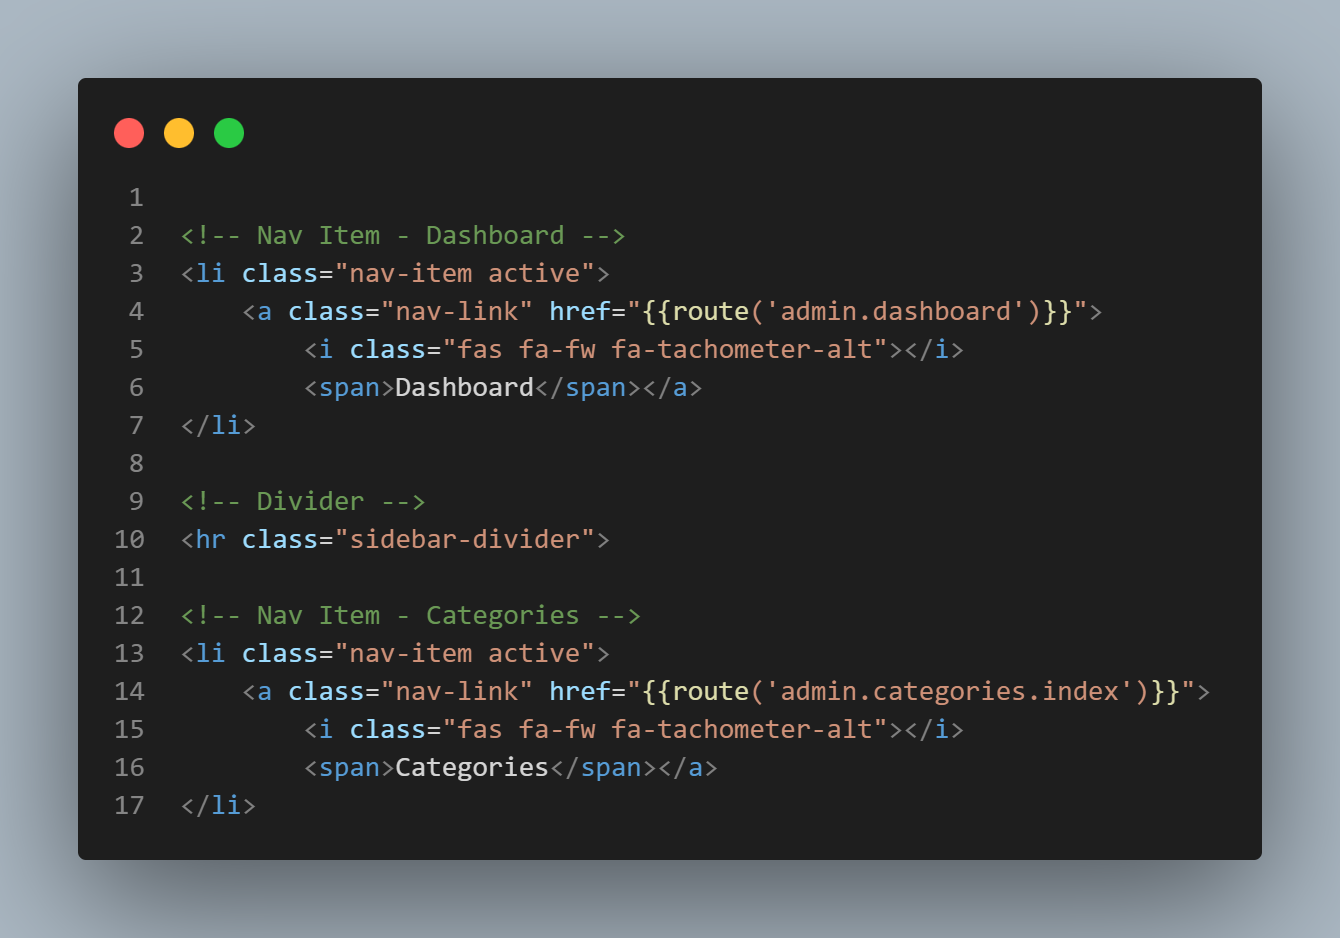 1
2 <!-- Nav Item - Dashboard -->
3 <li class="nav-item active">
4     <a class="nav-link" href="{{route('admin.dashboard')}}">
5         <i class="fas fa-fw fa-tachometer-alt"></i>
6         <span>Dashboard</span></a>
7 </li>
8
9 <!-- Divider -->
10 <hr class="sidebar-divider">
11
12 <!-- Nav Item - Categories -->
13 <li class="nav-item active">
14     <a class="nav-link" href="{{route('admin.categories.index')}}">
15         <i class="fas fa-fw fa-tachometer-alt"></i>
16         <span>Categories</span></a>
17 </li>